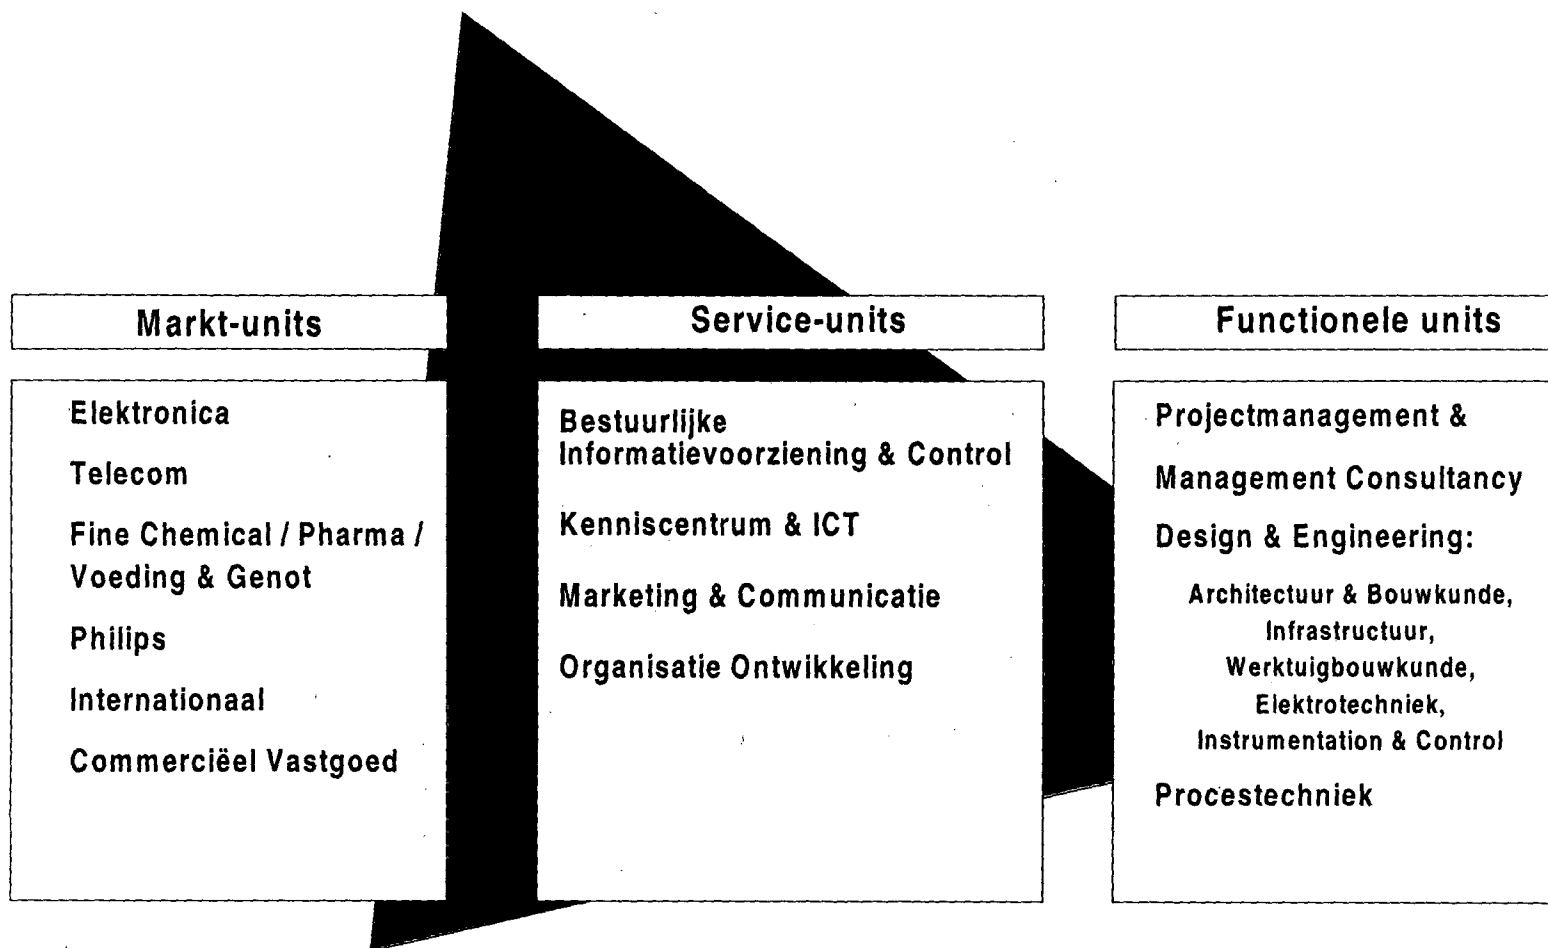 Markt-units
Elektronica
Telecom
Fine Chemical / Pharma /
Voeding & Genot
Philips
Internationaal
Commerciëel Vastgoed
Service-units
Bestuurlijke
Informatievoorziening & Control
Kenniscentrum & ICT
Marketing & Communicatie
Organisatie Ontwikkeling
Functionele units
Projectmanagement &
Management Consultancy
Design & Engineering:
Architectuur & Bouwkunde,
Infrastructuur,
Werktuigbouwkunde,
Elektrotechniek,
Instrumentation & Control
Procestechniek